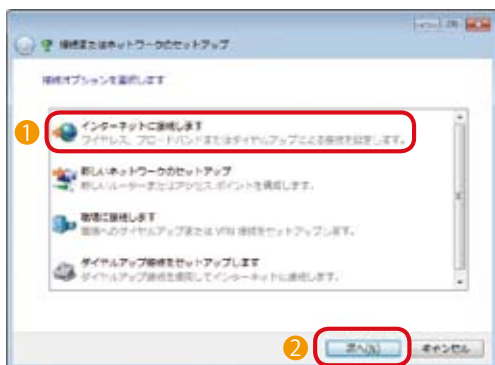 接続またはネットワークのセットアップ
接続オプションを選択します
1
インターネットに接続します
ワイヤレス、ブロードバンドまたはダイヤルアップによる接続を設定します。
新しいネットワークのセットアップ
新しいルーターまたはアクセス ポイントを構成します。
職場に接続します
職場へのダイヤルアップまたは VPN 接続をセットアップします。
ダイヤルアップ接続をセットアップします
ダイヤルアップ接続を使用してインターネットに接続します。
2
次へ(N)
キャンセル